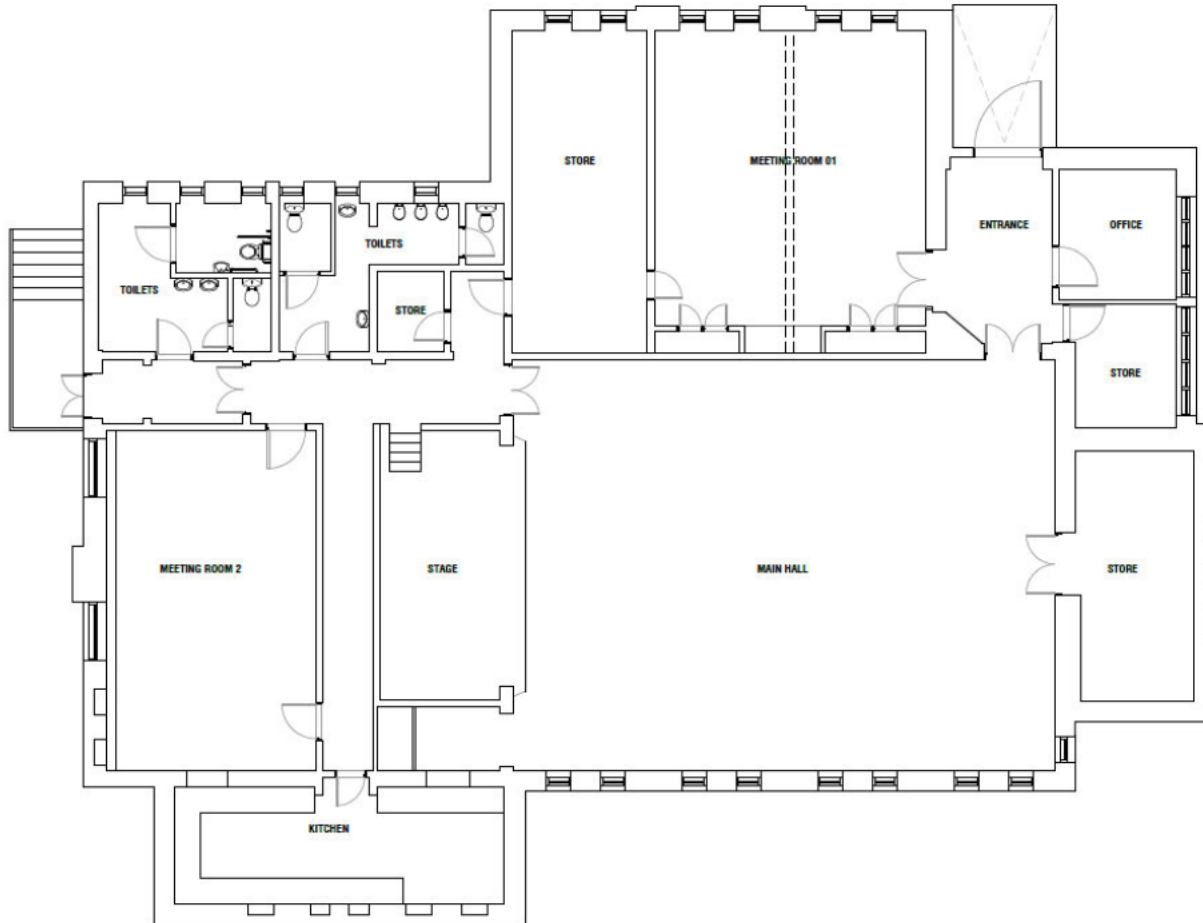 STORE
MEETING ROOM 01
ENTRANCE
OFFICE
TOILETS
TOILETS
STORE
STORE
MEETING ROOM 2
STAGE
MAIN HALL
STORE
KITCHEN